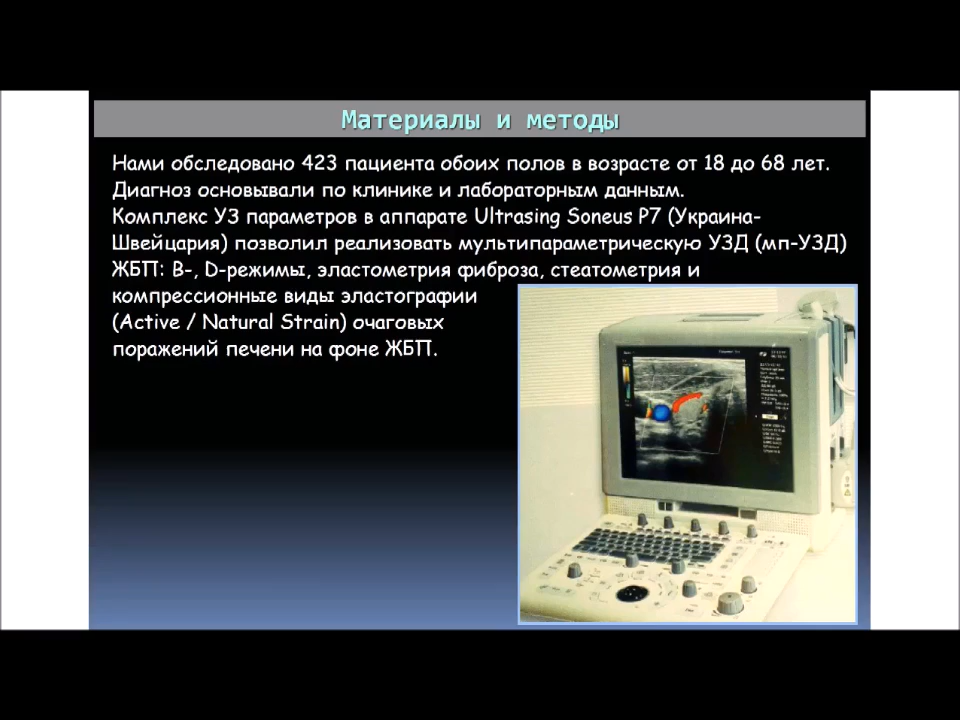 Материалы и методы
Нами обследовано 423 пациента обоих полов в возрасте от 18 до 68 лет.
Диагноз основывали по клинике и лабораторным данным.
Комплекс УЗ параметров в аппарате Ultrasing Soneus P7 (Украина-
Швейцария) позволил реализовать мультипараметрическую УЗД (мп-УЗД)
ЖБП: В-, D-режимы, эластометрия фиброза, стеатометрия и
компрессионные виды эластографии
(Active / Natural Strain) очаговых
поражений печени на фоне ЖБП.